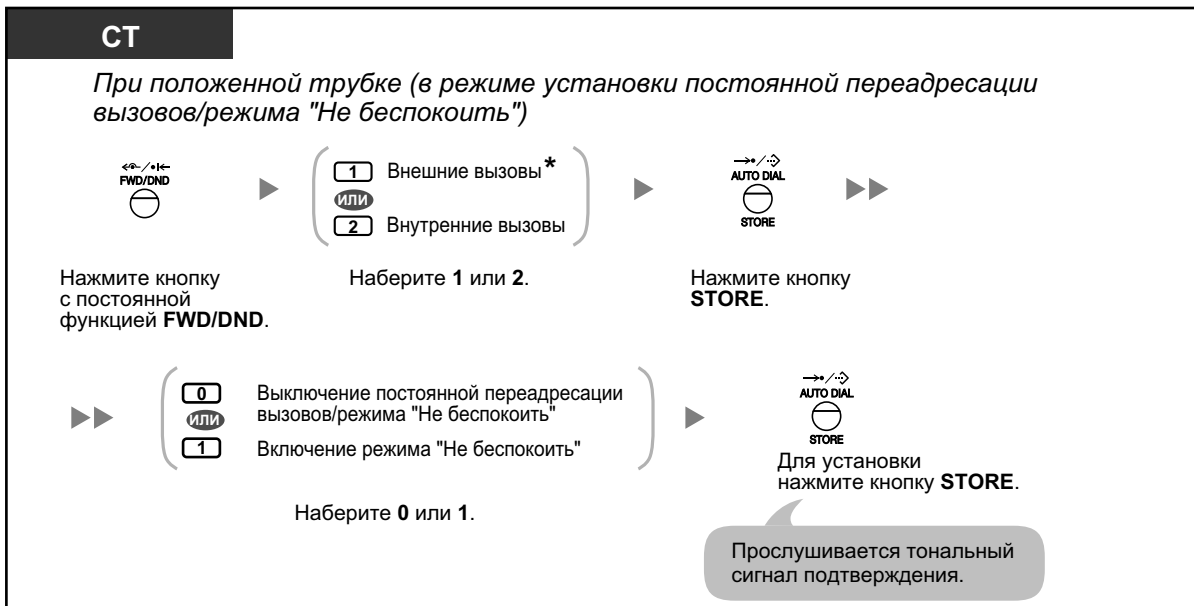 СТ
При положенной трубке (в режиме установки постоянной переадресации
вызовов/режима "Не беспокоить")
FWD/DND
1 Внешние вызовы*
или
2 Внутренние вызовы
AUTO DIAL
STORE
Нажмите кнопку
с постоянной
функцией FWD/DND.
Наберите 1 или 2.
Нажмите кнопку
STORE.
0 Выключение постоянной переадресации
вызовов/режима "Не беспокоить"
или
1 Включение режима "Не беспокоить"
Наберите 0 или 1.
AUTO DIAL
STORE
Для установки
нажмите кнопку STORE.
Прослушивается тональный
сигнал подтверждения.